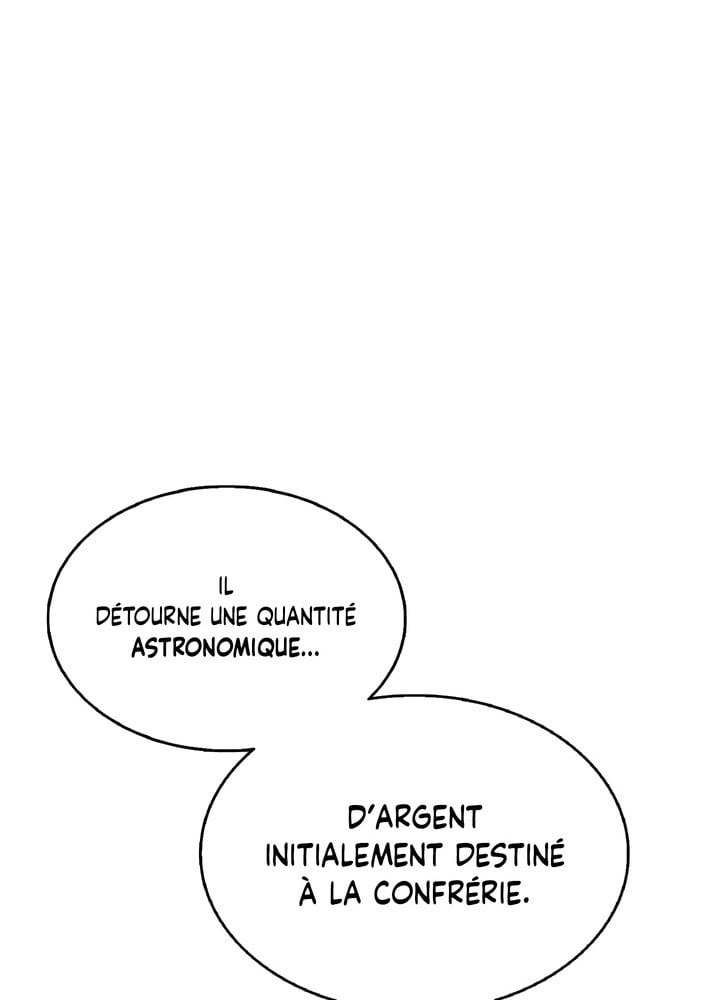 IL
DÉTOURNE UNE QUANTITÉ
ASTRONOMIQUE...
D'ARGENT
INITIALEMENT DESTINÉ
À LA CONFRÉRIE.